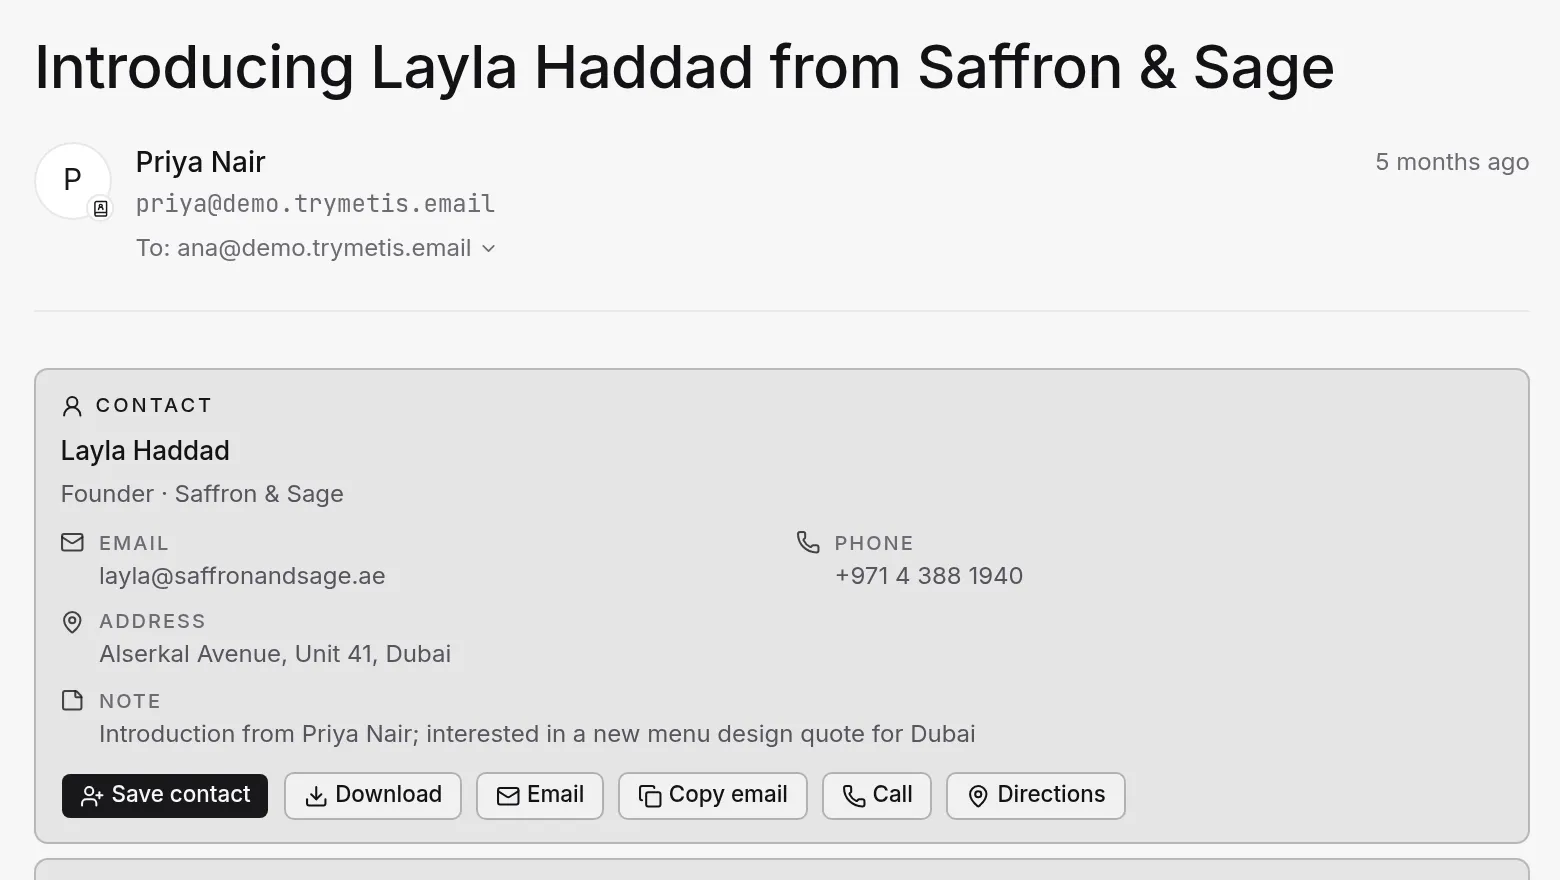 Introducing Layla Haddad from Saffron & Sage
P
Priya Nair
5 months ago
priya@demo.trymetis.email
To: ana@demo.trymetis.email
CONTACT
Layla Haddad
Founder · Saffron & Sage
EMAIL
layla@saffronandsage.ae
PHONE
+971 4 388 1940
ADDRESS
Alserkal Avenue, Unit 41, Dubai
NOTE
Introduction from Priya Nair; interested in a new menu design quote for Dubai
Save contact
Download
Email
Copy email
Call
Directions